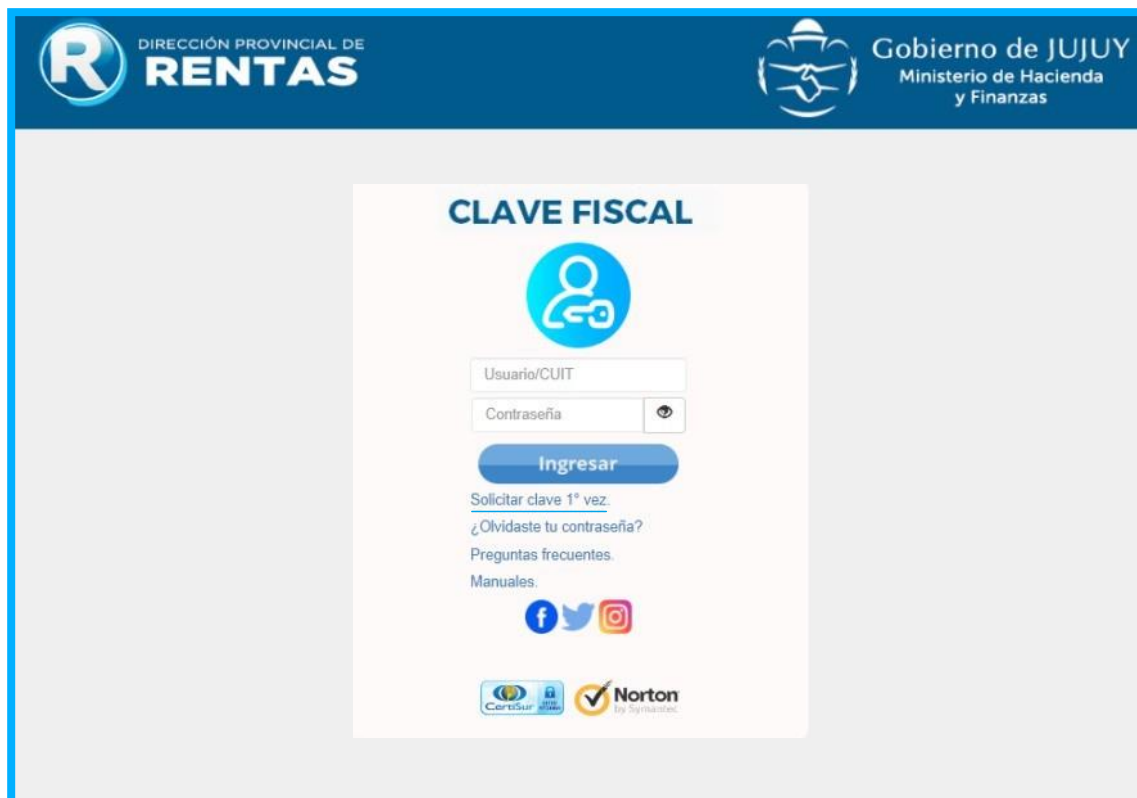 DIRECCIÓN PROVINCIAL DE
RENTAS
Gobierno de JUJUY
Ministerio de Hacienda
y Finanzas
CLAVE FISCAL
Usuario/CUIT
Contraseña
Ingresar
Solicitar clave 1° vez.
¿Olvidaste tu contraseña?
Preguntas frecuentes.
Manuales.
CertiSur
Norton
by Symantec